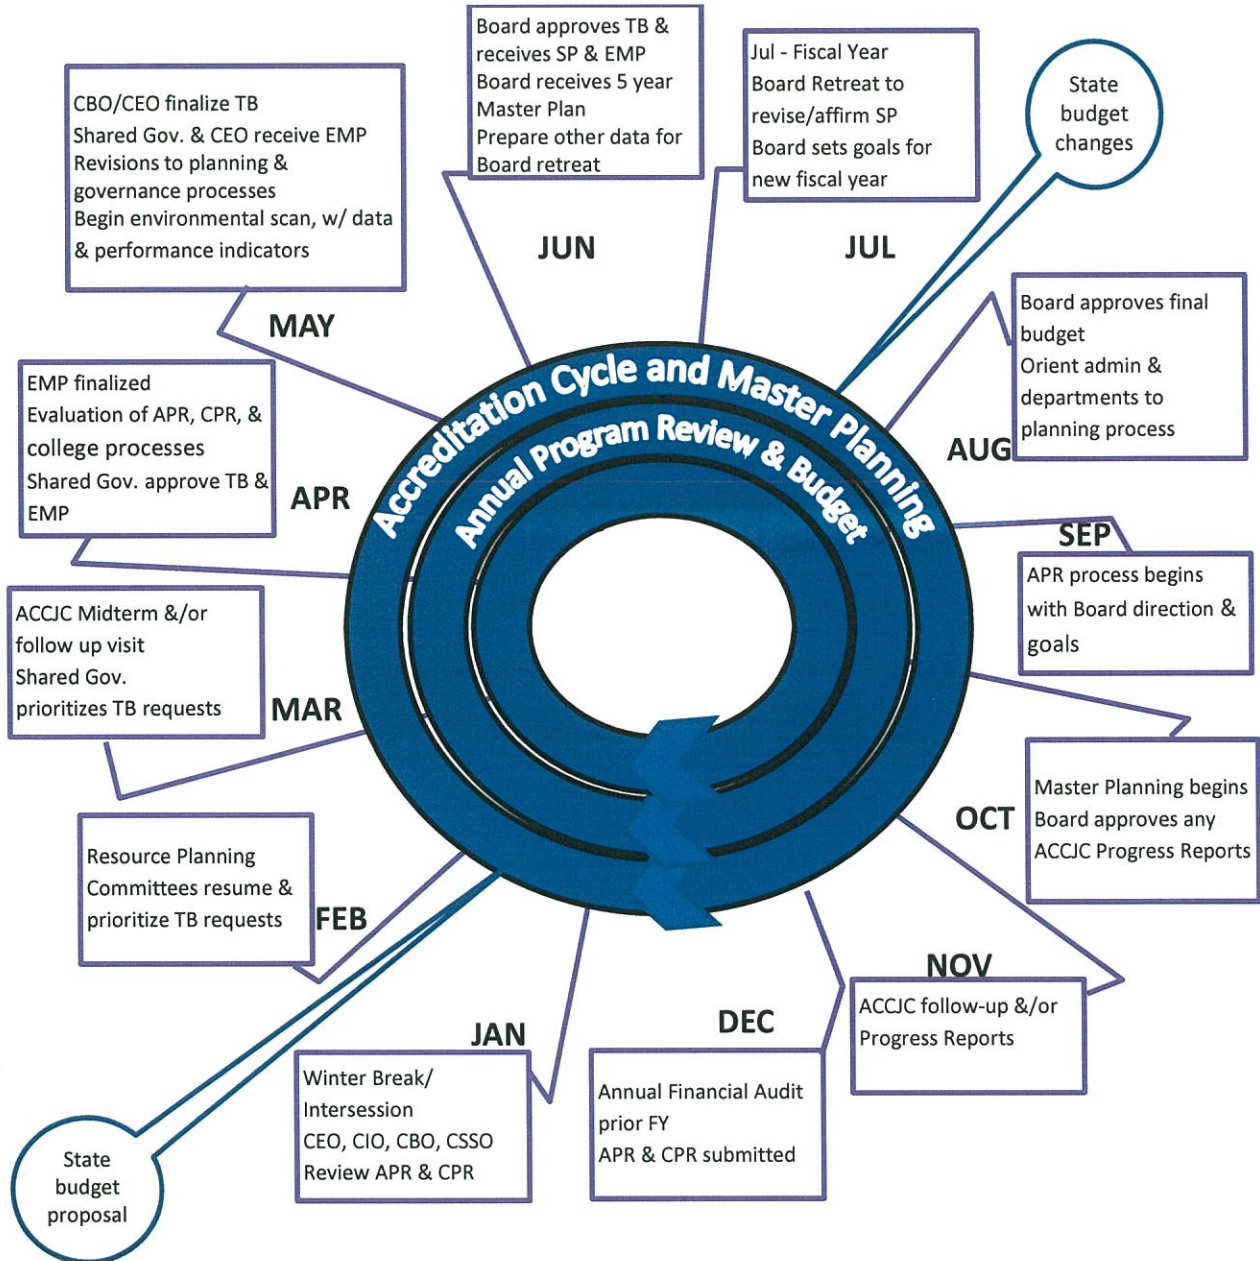 Board approves TB &
receives SP & EMP
Board receives 5 year
Master Plan
Prepare other data for
Board retreat
JUN
Jul - Fiscal Year
Board Retreat to
revise/affirm SP
Board sets goals for
new fiscal year
JUL
State
budget
changes
CBO/CEO finalize TB
Shared Gov. & CEO receive EMP
Revisions to planning &
governance processes
Begin environmental scan, w/ data
& performance indicators
MAY
Board approves final
budget
Orient admin &
departments to
planning process
AUG
EMP finalized
Evaluation of APR, CPR, &
college processes
Shared Gov. approve TB &
EMP
APR
Accreditation Cycle and Master Planning
Annual Program Review & Budget
SEP
APR process begins
with Board direction &
goals
ACCJC Midterm &/or
follow up visit
Shared Gov.
prioritizes TB requests
MAR
Master Planning begins
Board approves any
ACCJC Progress Reports
OCT
Resource Planning
Committees resume &
prioritize TB requests
FEB
NOV
ACCJC follow-up &/or
Progress Reports
DEC
Annual Financial Audit
prior FY
APR & CPR submitted
JAN
Winter Break/
Intersession
CEO, CIO, CBO, CSSO
Review APR & CPR
State
budget
proposal